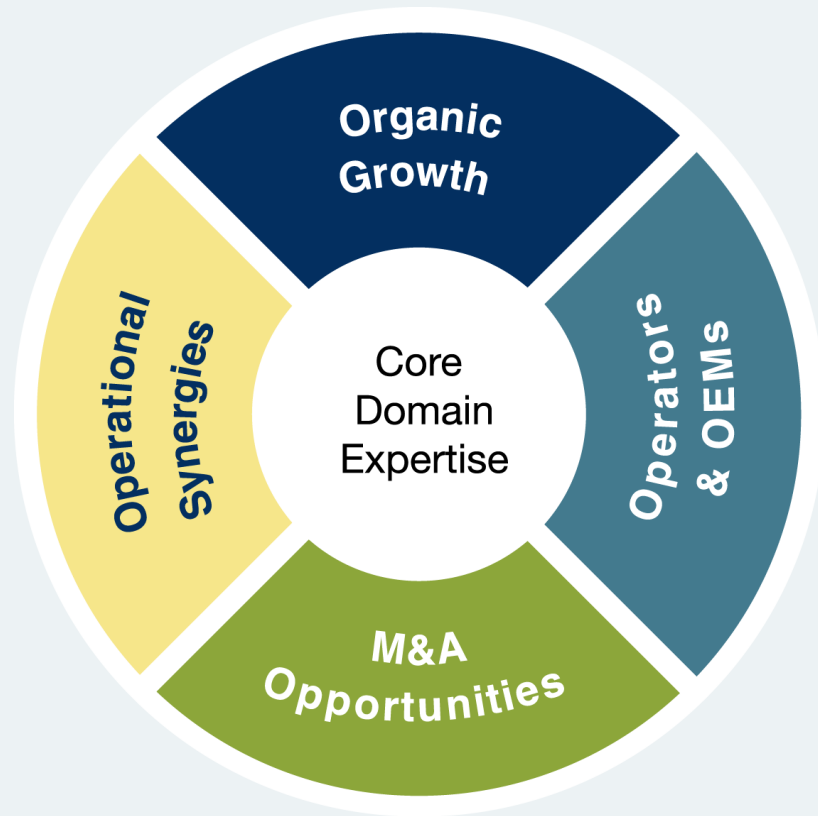 Organic
Growth
Operational
Synergies
Core
Domain
Expertise
Operators
& OEMs
M&A
Opportunities